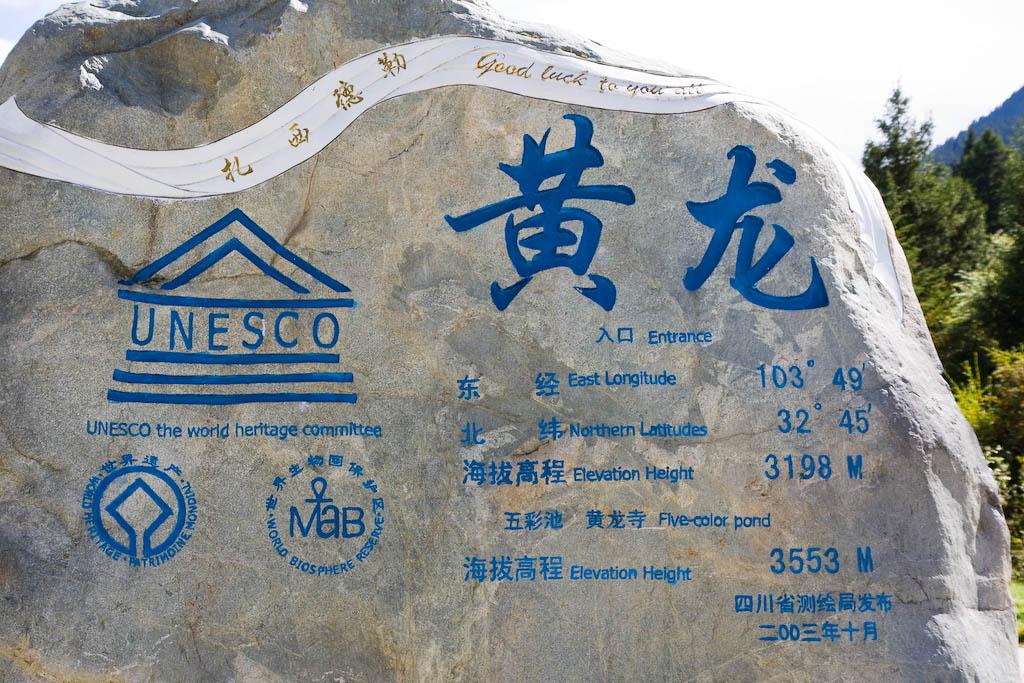 扎西德勒 Good luck to you all
黄龙
UNESCO
入口 Entrance
东 经 East Longitude 103° 49′
北 纬 Northern Latitudes 32° 45′
UNESCO the world heritage committee
海拔高程 Elevation Height 3198 M
世界遗产
WORLD HERITAGE • PATRIMOINE MONDIAL
世界生物圈保护区
MaB
WORLD BIOSPHERE RESERVE
五彩池 黄龙寺 Five-color pond
海拔高程 Elevation Height 3553 M
四川省测绘局发布
二00三年十月